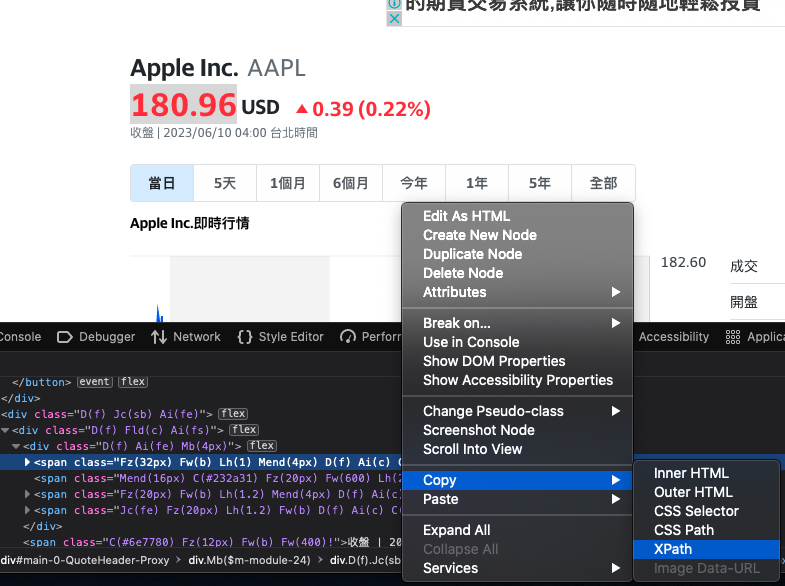 的期貨交易系統,讓你隨時隨地輕鬆投資
Apple Inc. AAPL
180.96 USD ▲ 0.39 (0.22%)
收盤 | 2023/06/10 04:00 台北時間
當日 5天 1個月 6個月 今年 1年 5年 全部
Apple Inc.即時行情
182.60
成交
開盤
Edit As HTML
Create New Node
Duplicate Node
Delete Node
Attributes
Break on...
Use in Console
Show DOM Properties
Show Accessibility Properties
Change Pseudo-class
Screenshot Node
Scroll Into View
Copy
Paste
Expand All
Collapse All
Services
Inner HTML
Outer HTML
CSS Selector
CSS Path
XPath
Image Data-URL
Console Debugger Network {} Style Editor Perforr Accessibility Applica
</button> event flex
</div>
<div class="D(f) Jc(sb) Ai(fe)"> flex
<div class="D(f) Fld(c) Ai(fs)"> flex
<div class="D(f) Ai(fe) Mb(4px)"> flex
<span class="Fz(32px) Fw(b) Lh(1) Mend(4px) D(f) Ai(c) C
<span class="Mend(16px) C(#232a31) Fz(20px) Fw(600) Lh(2
<span class="Fz(20px) Fw(b) Lh(1.2) Mend(4px) D(f) Ai(c)
<span class="Jc(fe) Fz(20px) Lh(1.2) Fw(b) D(f) Ai(c) C(
</div>
<span class="C(#6e7780) Fz(12px) Fw(b) Fw(400)!">收盤 | 20
div#main-0-QuoteHeader-Proxy > div.Mb($m-module-24) > div.D(f).Jc(sb